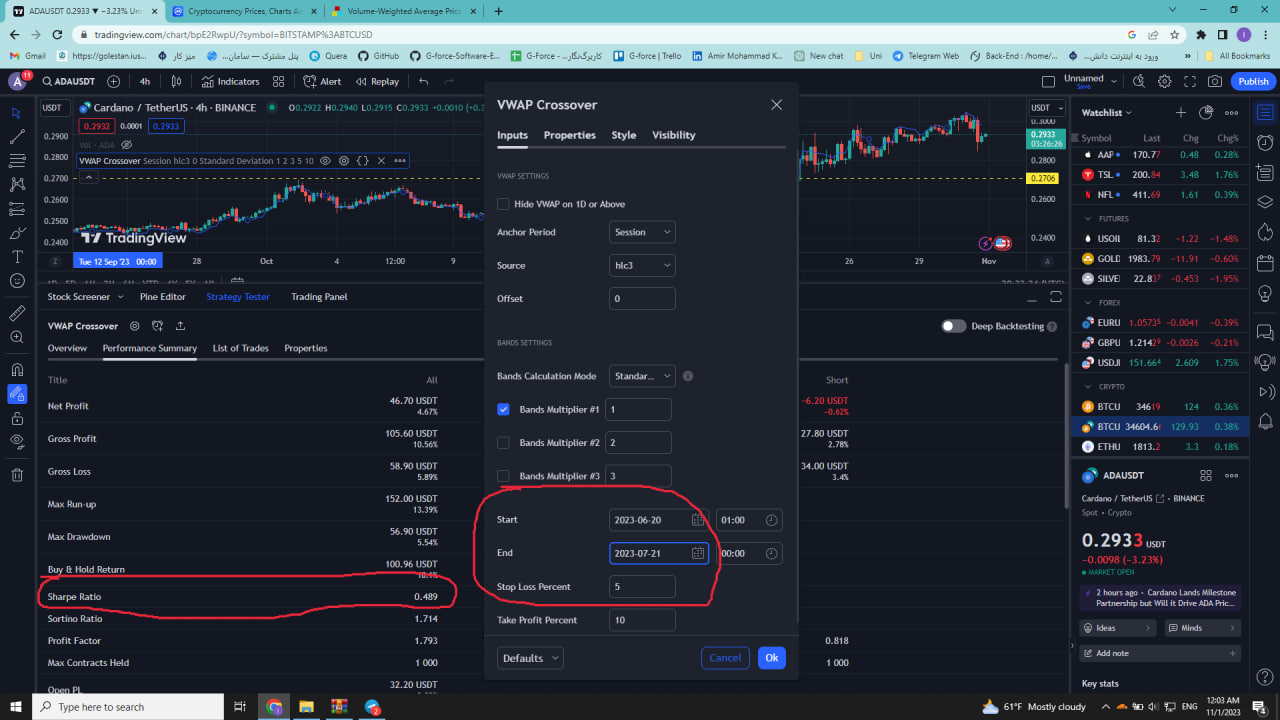 ADAUSDT 0.2933 ▼ −3.23% Unn
Cryptocurrency Prices, Charts A
Volume-Weighted Average Price
tradingview.com/chart/bpE2RwpU/?symbol=BITSTAMP%3ABTCUSD
Gmail
https://golestan.ius...
میز کار
پنل مشترک — سامان...
Quera
GitHub
G-force-Software-E...
G-Force - کاربرگ‌نگار...
G-force | Trello
Amir Mohammad K...
New chat
Uni
Telegram Web
Back-End : /home/...
ورود به اینترنت دانش...
All Bookmarks
A 11 ADAUSDT 4h Indicators Alert Replay
Unnamed
Save
Publish
USDT Cardano / TetherUS · 4h · BINANCE O0.2922 H0.2940 L0.2915 C0.2933 +0.0010 (+0.3
0.2932 0.0001 0.2933
Vol · ADA
VWAP Crossover Session hlc3 0 Standard Deviation 1 2 3 5 10
0.2900
0.2800
0.2700
0.2600
0.2500
0.2400
TradingView
Z Tue 12 Sep '23 00:00 28 Oct 4 12:00 9
26 29 Nov A
USDT
0.3000
0.2933
03:26:26
0.2800
0.2706
0.2600
0.2400
Stock Screener Pine Editor Strategy Tester Trading Panel
VWAP Crossover
Deep Backtesting
Overview Performance Summary List of Trades Properties
Title All Short
Net Profit 46.70 USDT −6.20 USDT
4.67% −0.62%
Gross Profit 105.60 USDT 27.80 USDT
10.56% 2.78%
Gross Loss 58.90 USDT 34.00 USDT
5.89% 3.4%
Max Run-up 152.00 USDT
13.39%
Max Drawdown 56.90 USDT
5.54%
Buy & Hold Return 100.96 USDT
10.1%
Sharpe Ratio 0.489
Sortino Ratio 1.714
Profit Factor 1.793 0.818
Max Contracts Held 1 000 1 000
Open PL 32.20 USDT
VWAP Crossover
Inputs Properties Style Visibility
VWAP SETTINGS
Hide VWAP on 1D or Above
Anchor Period Session
Source hlc3
Offset 0
BANDS SETTINGS
Bands Calculation Mode Standar...
Bands Multiplier #1 1
Bands Multiplier #2 2
Bands Multiplier #3 3
Start 2023-06-20 01:00
End 2023-07-21 00:00
Stop Loss Percent 5
Take Profit Percent 10
Defaults Cancel Ok
Watchlist
Symbol Last Chg Chg%
AAP 170.77 0.48 0.28%
TSL 200.84 3.48 1.76%
NFL 411.69 1.61 0.39%
FUTURES
USOIL 81.32 −1.22 −1.48%
GOLD 1983.79 −11.91 −0.60%
SILVE 22.837 −0.453 −1.95%
FOREX
EURU 1.05735 −0.0041 −0.39%
GBPU 1.21429 −0.0026 −0.21%
USDJ 151.664 2.609 1.75%
CRYPTO
BTCU 34619 124 0.36%
BTCU 34604.6 129.93 0.38%
ETHU 1813.2 3.3 0.18%
ADAUSDT
Cardano / TetherUS · BINANCE
Spot · Crypto
0.2933 USDT
−0.0098 (−3.23%)
MARKET OPEN
2 hours ago · Cardano Lands Milestone
Partnership but Will it Drive ADA Pric...
Ideas Minds
Add note
Key stats
Type here to search
61°F Mostly cloudy
ENG
12:03 AM
11/1/2023